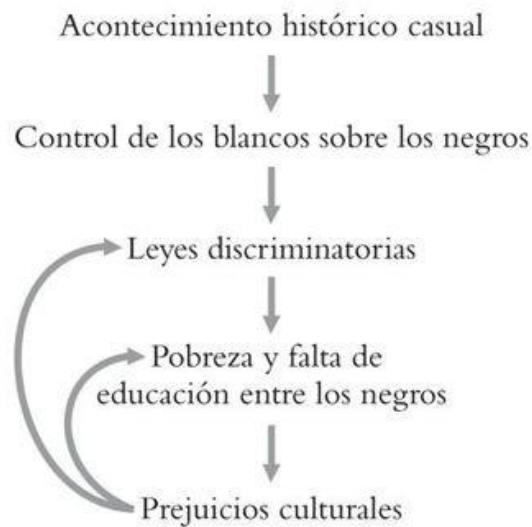 Acontecimiento histórico casual
Control de los blancos sobre los negros
Leyes discriminatorias
Pobreza y falta de
educación entre los negros
Prejuicios culturales